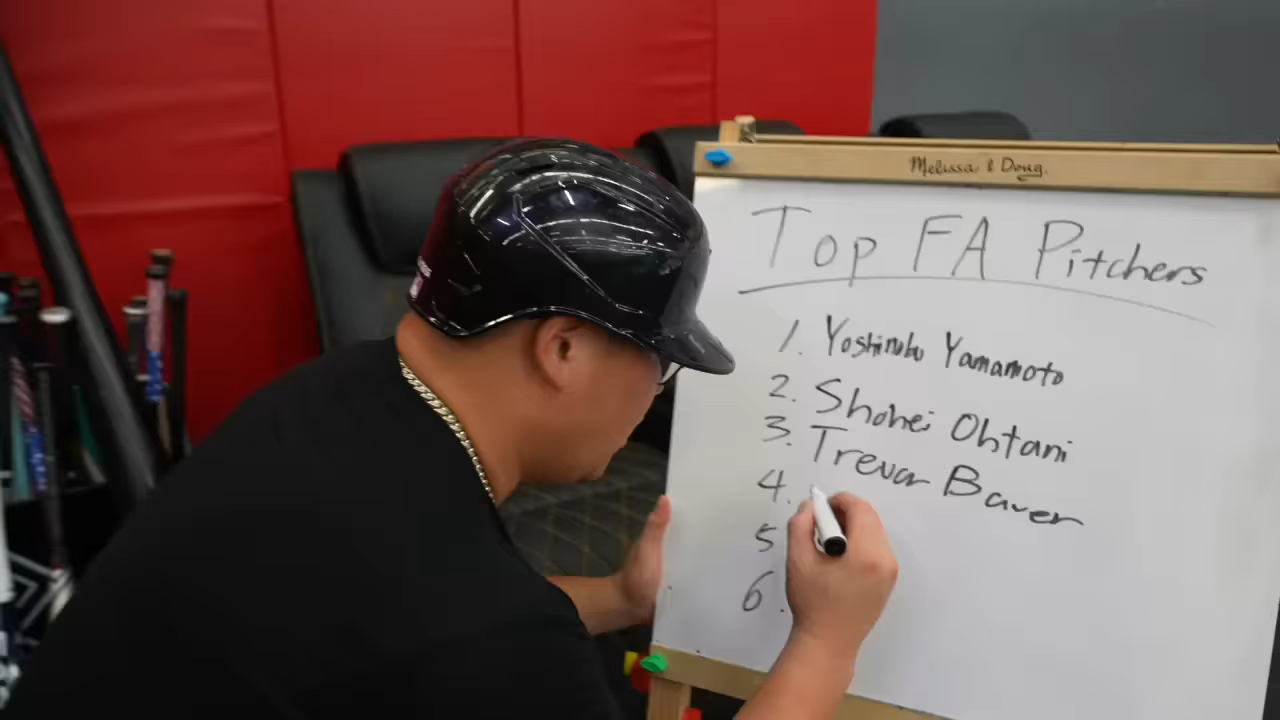 Melissa & Doug.
Top FA Pitchers
1. Yoshinobu Yamamoto
2. Shohei Ohtani
3. Trevor Bauer
4.
5
6.